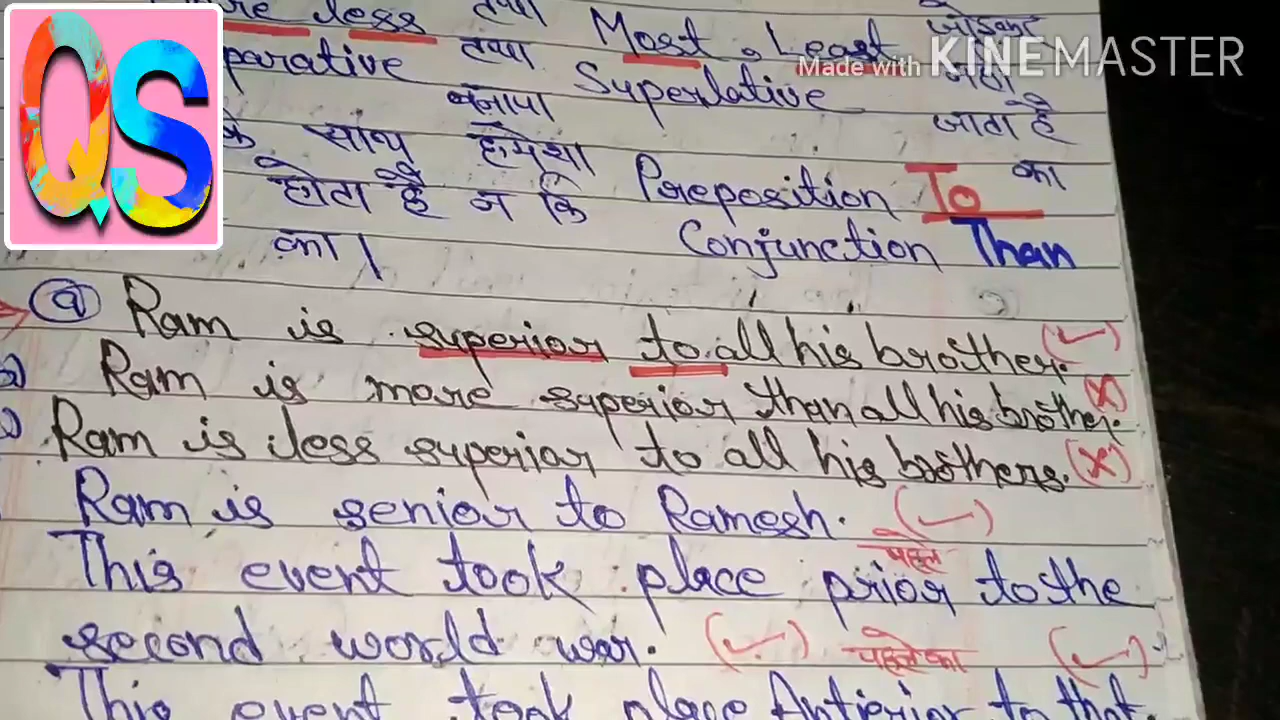 QS
less तथा Most, Least जोड़कर
Made with KINEMASTER
parative तथा Superlative नहीं
बनाया जाता है
के साथ हमेशा Preposition To का
होता है न कि Conjunction Than
का।
a Ram is superior to all his brother. (✓)
Ram is more superior than all his brother. (x)
Ram is less superior to all his brothers. (x)
Ram is senior to Ramesh. (✓)
पहले
This event took place prior to the
second world war. (✓) पहले का (✓)
This event took place Anterior to that.